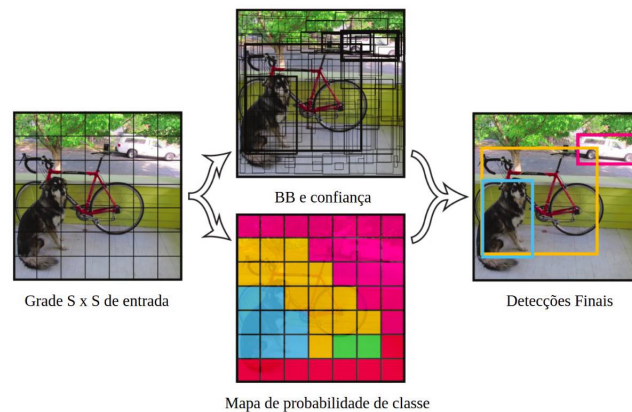 BB e confiança
Grade S x S de entrada
Detecções Finais
Mapa de probabilidade de classe